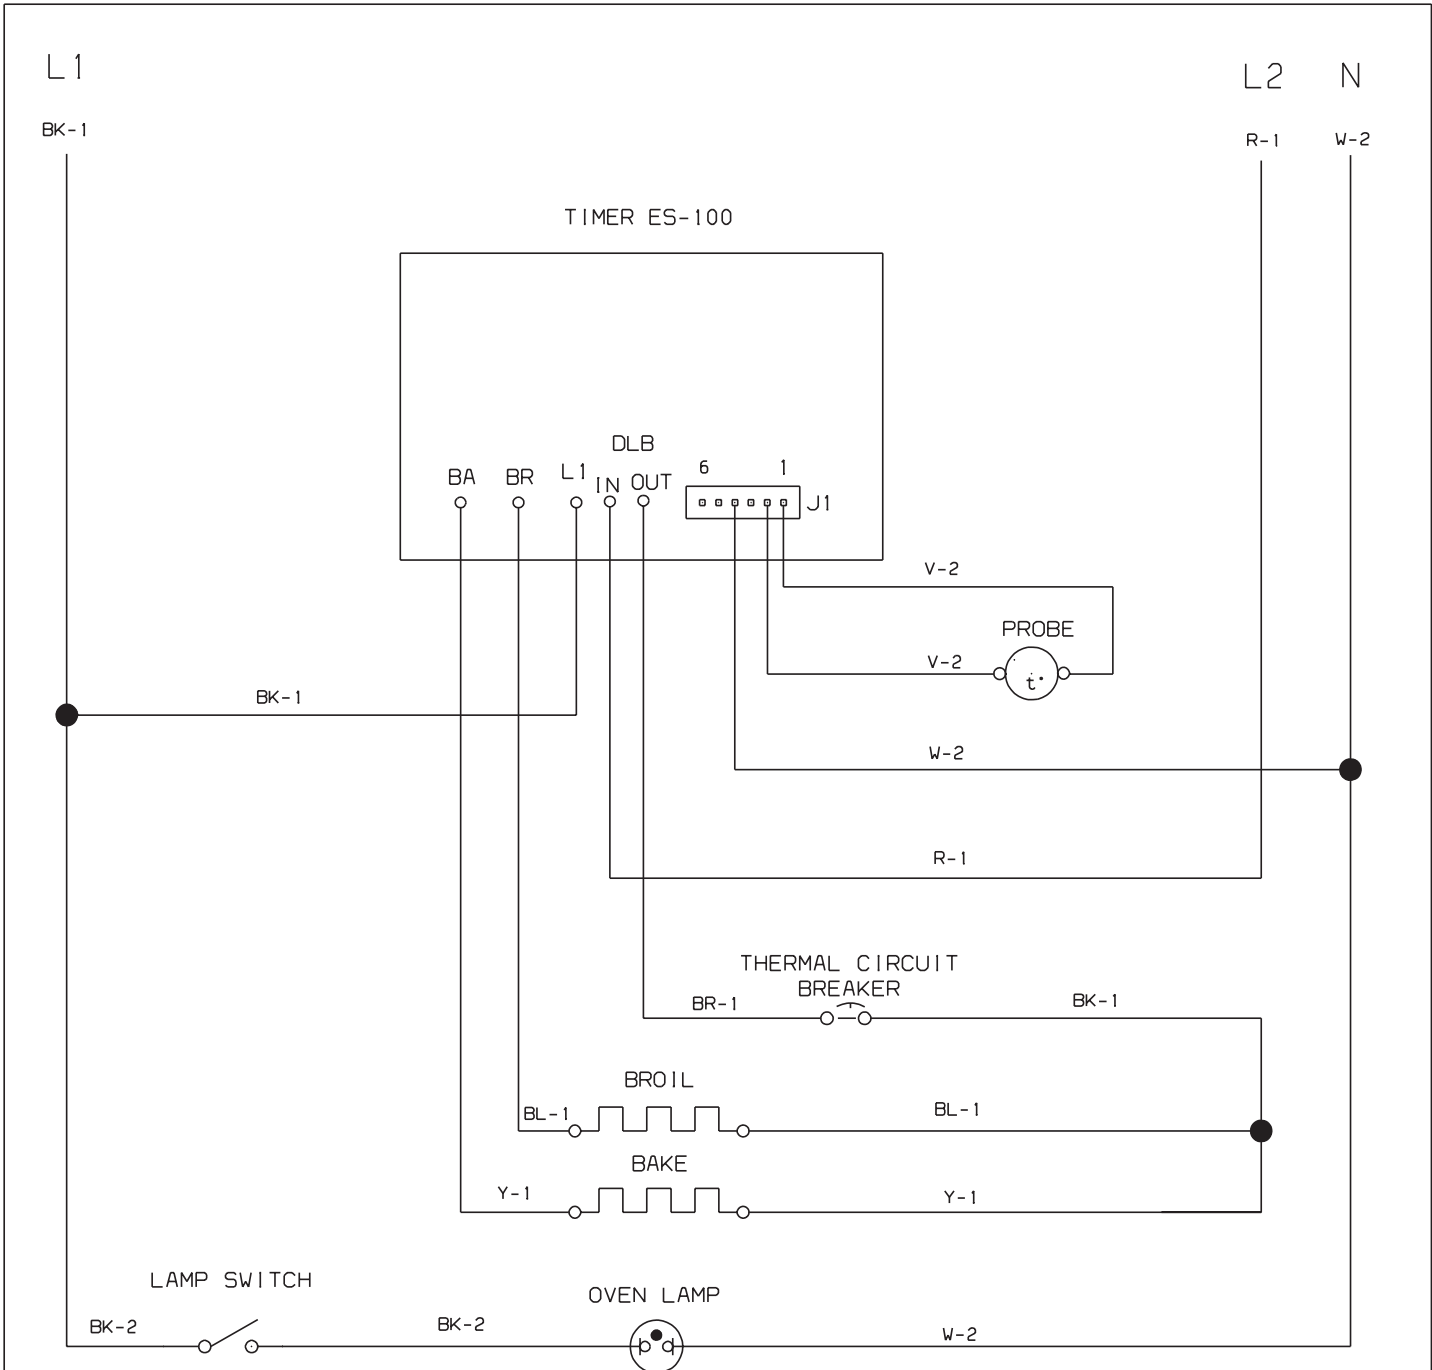 L1
L2 N
BK-1
R-1 W-2
TIMER ES-100
DLB
BA BR L1 IN OUT
6 1
J1
V-2
PROBE
V-2
t°
BK-1
W-2
R-1
THERMAL CIRCUIT
BREAKER
BR-1
BK-1
BROIL
BL-1
BL-1
BAKE
Y-1
Y-1
LAMP SWITCH
OVEN LAMP
BK-2
BK-2
W-2